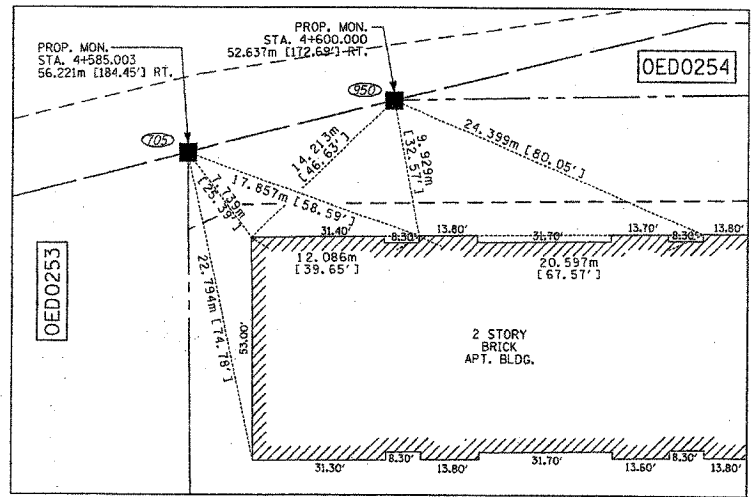 PROP. MON.
STA. 4+600.000
52.637m [172.69'] RT.
PROP. MON.
STA. 4+585.003
56.221m [184.45'] RT.
OED0254
950
705
14.213m
[46.63']
9.929m
[32.57']
24.399m [80.05']
7.739m
[25.39']
17.857m [58.59']
22.794m [74.78']
OED0253
31.40'
8.30'
13.80'
31.70'
13.70'
8.30'
13.80'
12.086m
[39.65']
20.597m
[67.57']
53.00'
2 STORY
BRICK
APT. BLDG.
31.30'
8.30'
13.80'
31.70'
13.60'
8.30'
13.80'